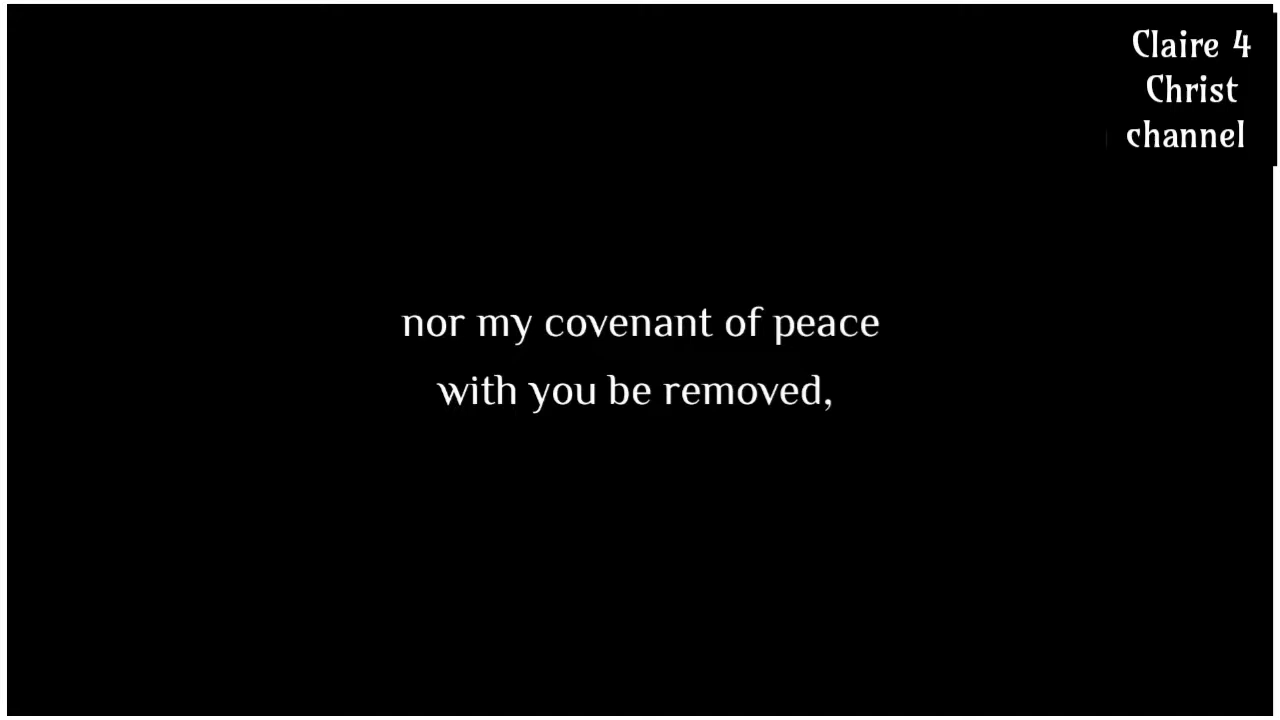 Claire 4
Christ
channel
nor my covenant of peace
with you be removed,